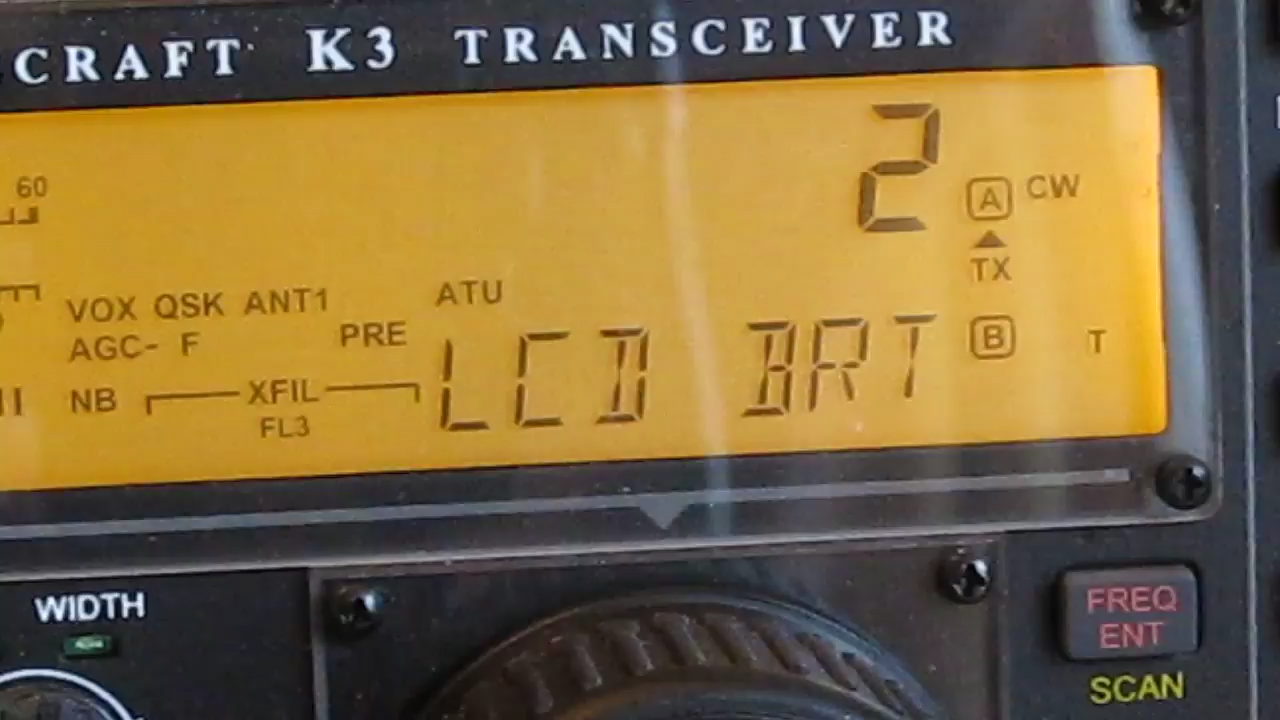 CRAFT K3 TRANSCEIVER
60
2
A CW
TX
VOX QSK ANT1
ATU
AGC- F
PRE
LCD BRT
B T
NB XFIL
FL3
WIDTH
FREQ
ENT
SCAN